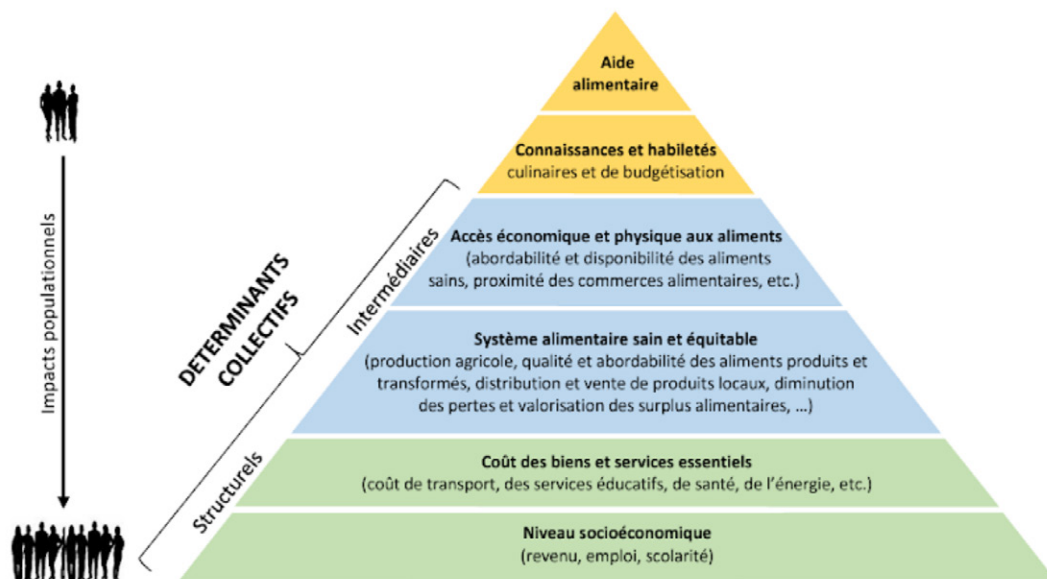 Aide
alimentaire
Connaissances et habiletés
culinaires et de budgétisation
Accès économique et physique aux aliments
(abordabilité et disponibilité des aliments
sains, proximité des commerces alimentaires, etc.)
Système alimentaire sain et équitable
(production agricole, qualité et abordabilité des aliments produits et
transformés, distribution et vente de produits locaux, diminution
des pertes et valorisation des surplus alimentaires, ...)
Coût des biens et services essentiels
(coût de transport, des services éducatifs, de santé, de l'énergie, etc.)
Niveau socioéconomique
(revenu, emploi, scolarité)
Impacts populationnels
DETERMINANTS
COLLECTIFS
Intermédiaires
Structurels